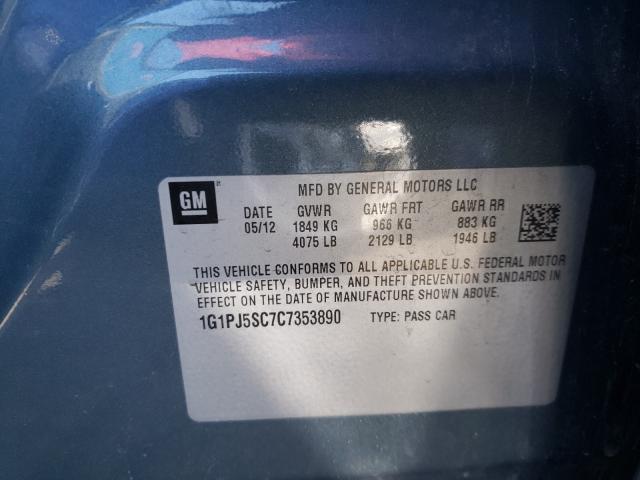 GM
MFD BY GENERAL MOTORS LLC
DATE GVWR GAWR FRT GAWR RR
05/12 1849 KG 966 KG 883 KG
4075 LB 2129 LB 1946 LB
THIS VEHICLE CONFORMS TO ALL APPLICABLE U.S. FEDERAL MOTOR
VEHICLE SAFETY, BUMPER, AND THEFT PREVENTION STANDARDS IN
EFFECT ON THE DATE OF MANUFACTURE SHOWN ABOVE.
1G1PJ5SC7C7353890 TYPE: PASS CAR